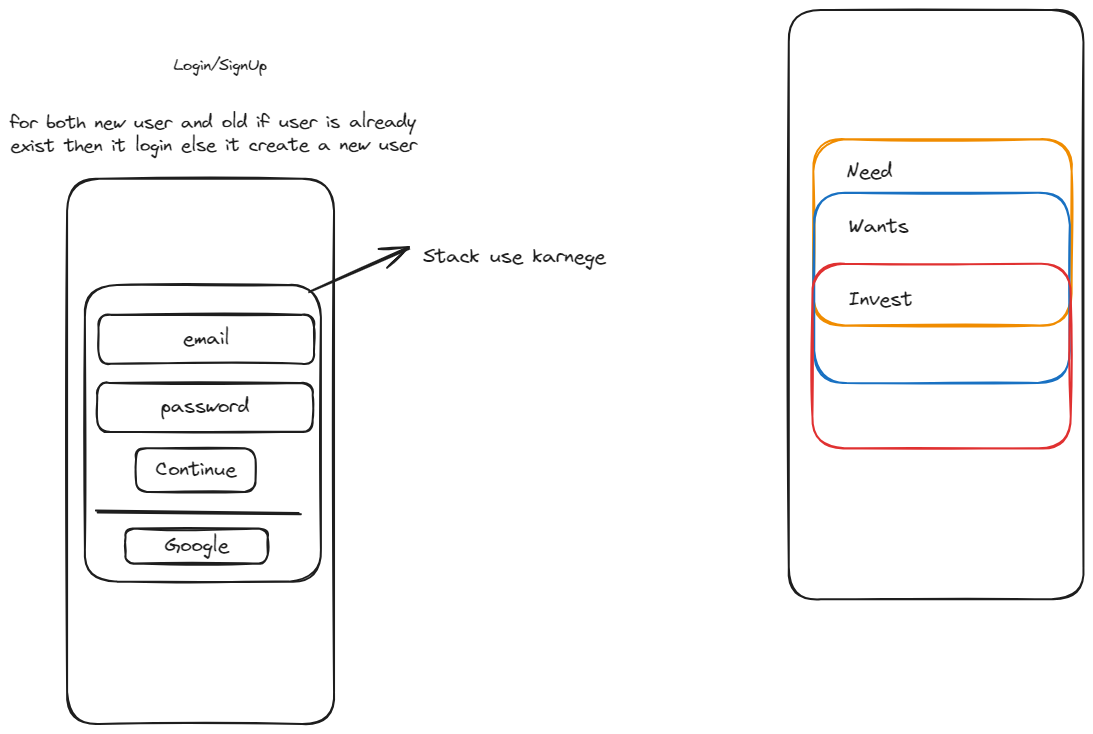 Login/SignUp
for both new user and old if user is already
exist then it login else it create a new user
Stack use karnege
email
password
Continue
Google
Need
Wants
Invest